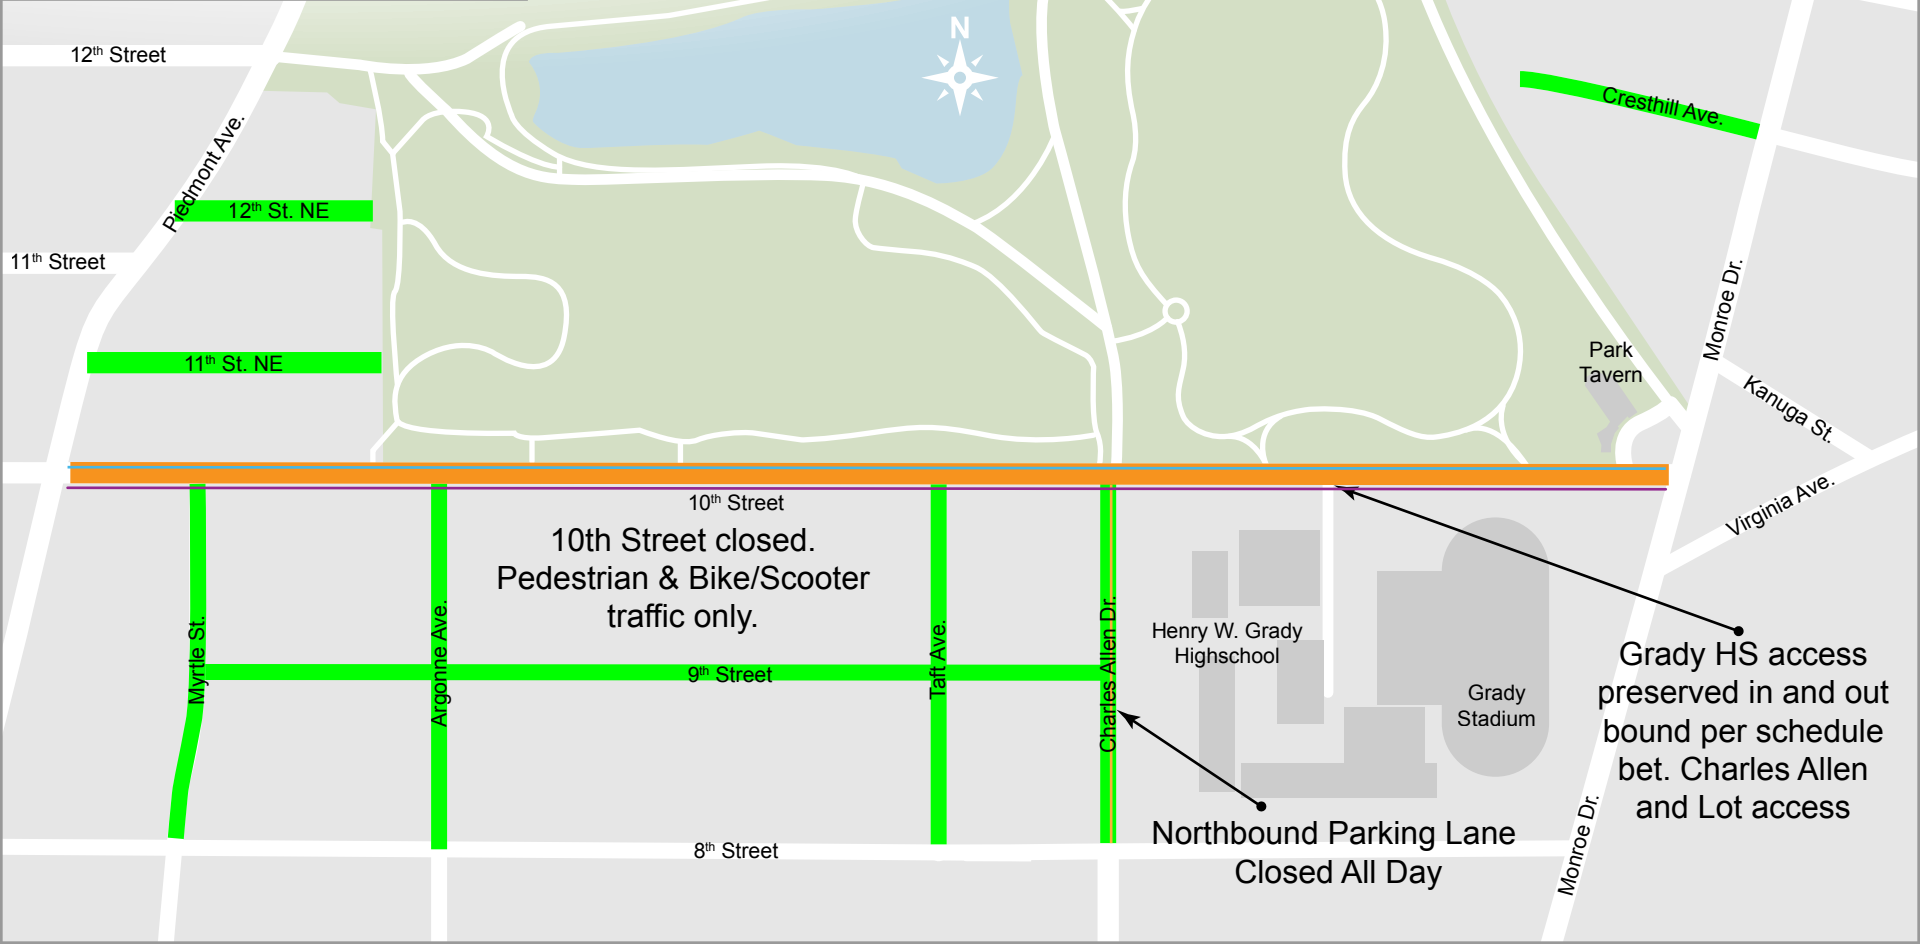 N
12th Street
Cresthill Ave.
Piedmont Ave.
12th St. NE
11th Street
Monroe Dr.
11th St. NE
Park
Tavern
Kanuga St.
Virginia Ave.
10th Street
10th Street closed.
Pedestrian & Bike/Scooter
traffic only.
Myrtle St.
Argonne Ave.
Taft Ave.
Charles Allen Dr.
9th Street
Henry W. Grady
Highschool
Grady
Stadium
Grady HS access
preserved in and out
bound per schedule
bet. Charles Allen
and Lot access
Northbound Parking Lane
Closed All Day
8th Street
Monroe Dr.